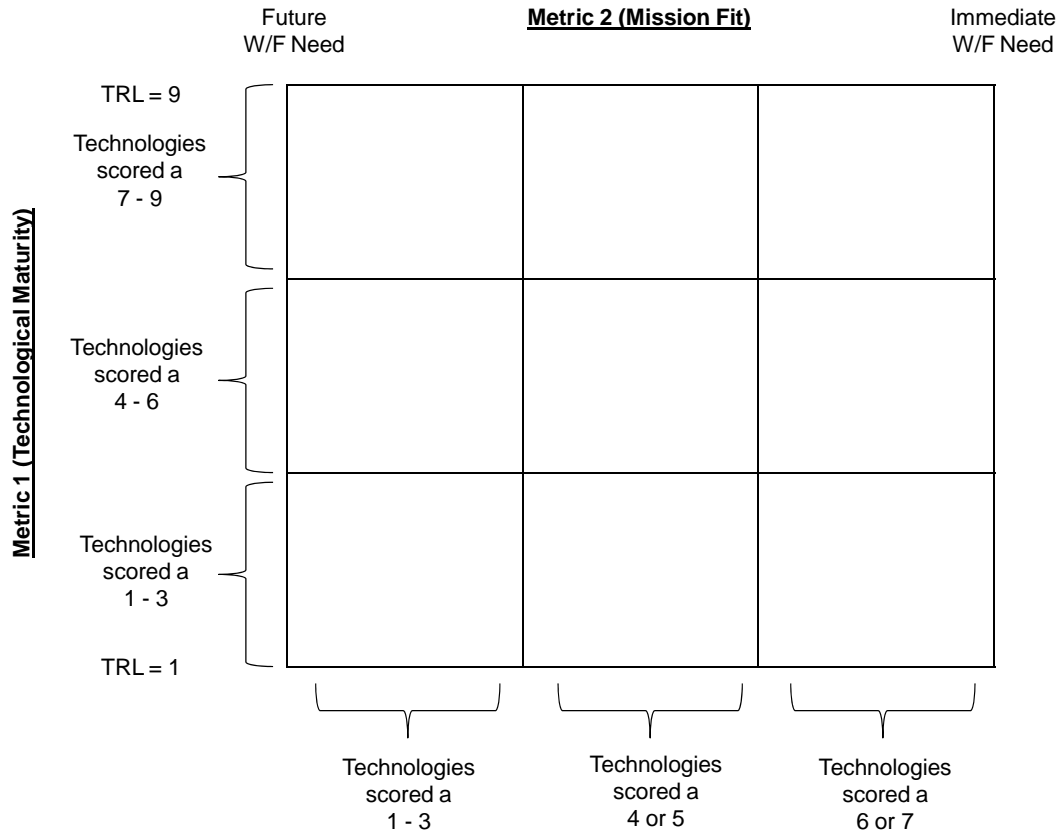 Future
W/F Need
Metric 2 (Mission Fit)
Immediate
W/F Need
Metric 1 (Technological Maturity)
TRL = 9
Technologies
scored a
7 - 9
Technologies
scored a
4 - 6
Technologies
scored a
1 - 3
TRL = 1
Technologies
scored a
1 - 3
Technologies
scored a
4 or 5
Technologies
scored a
6 or 7